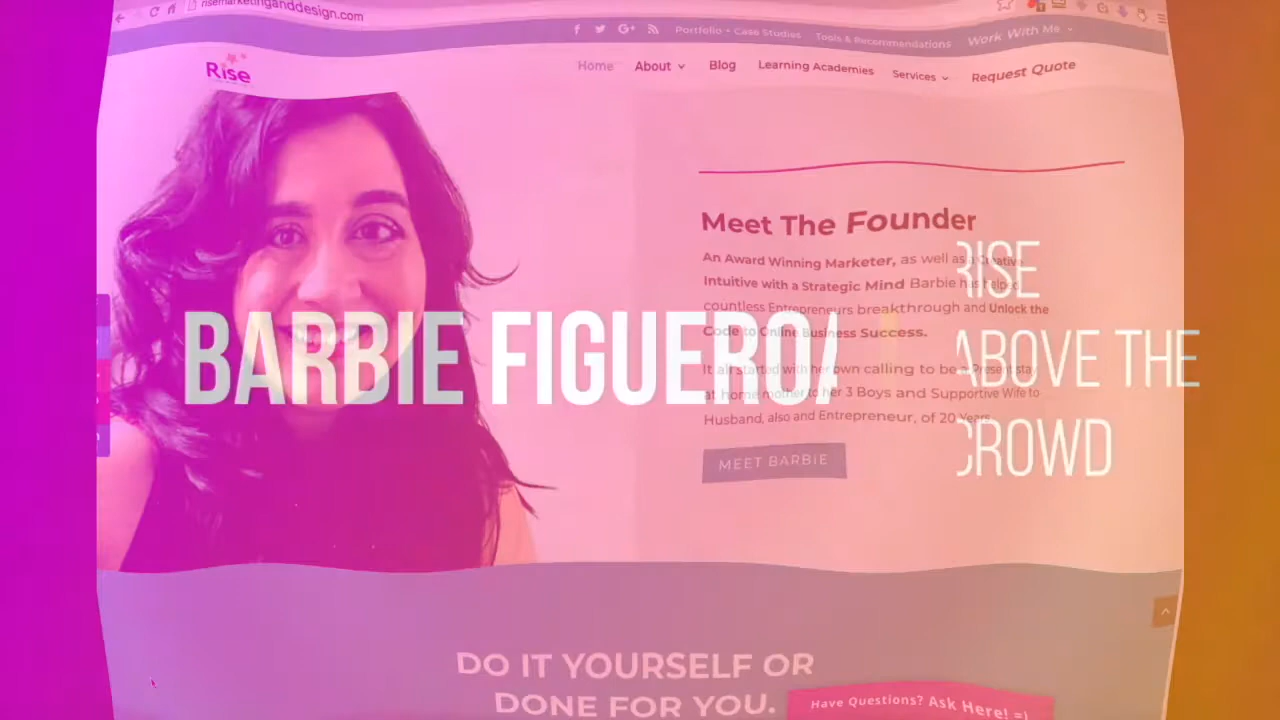 risemarketinganddesign.com
Portfolio + Case Studies
Tools & Recommendations
Work With Me
Rise
Home
About
Blog
Learning Academies
Services
Request Quote
Meet The Founder
An Award Winning Marketer, as well as a Creative
Intuitive with a Strategic Mind Barbie has helped
countless Entrepreneurs breakthrough and Unlock the
Code to Online Business Success.
It all started with her own calling to be a Present stay
at home mother to her 3 Boys and Supportive Wife to
Husband, also and Entrepreneur, of 20 Years.
MEET BARBIE
BARBIE FIGUERO
RISE
ABOVE THE
CROWD
DO IT YOURSELF OR
DONE FOR YOU.
Have Questions? Ask Here! =)